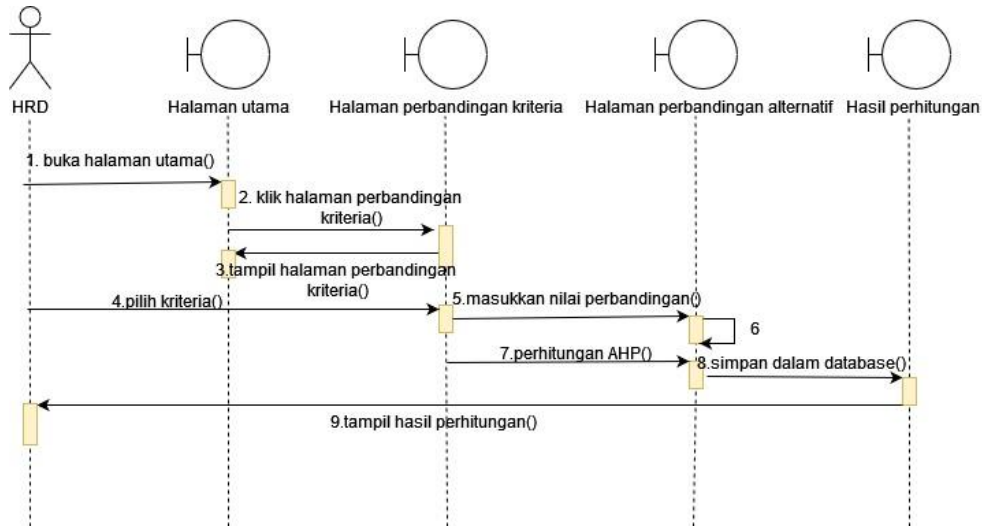 HRD
Halaman utama
Halaman perbandingan kriteria
Halaman perbandingan alternatif
Hasil perhitungan
1. buka halaman utama()
2. klik halaman perbandingan
kriteria()
3.tampil halaman perbandingan
kriteria()
4.pilih kriteria()
5.masukkan nilai perbandingan()
6
7.perhitungan AHP()
8.simpan dalam database()
9.tampil hasil perhitungan()